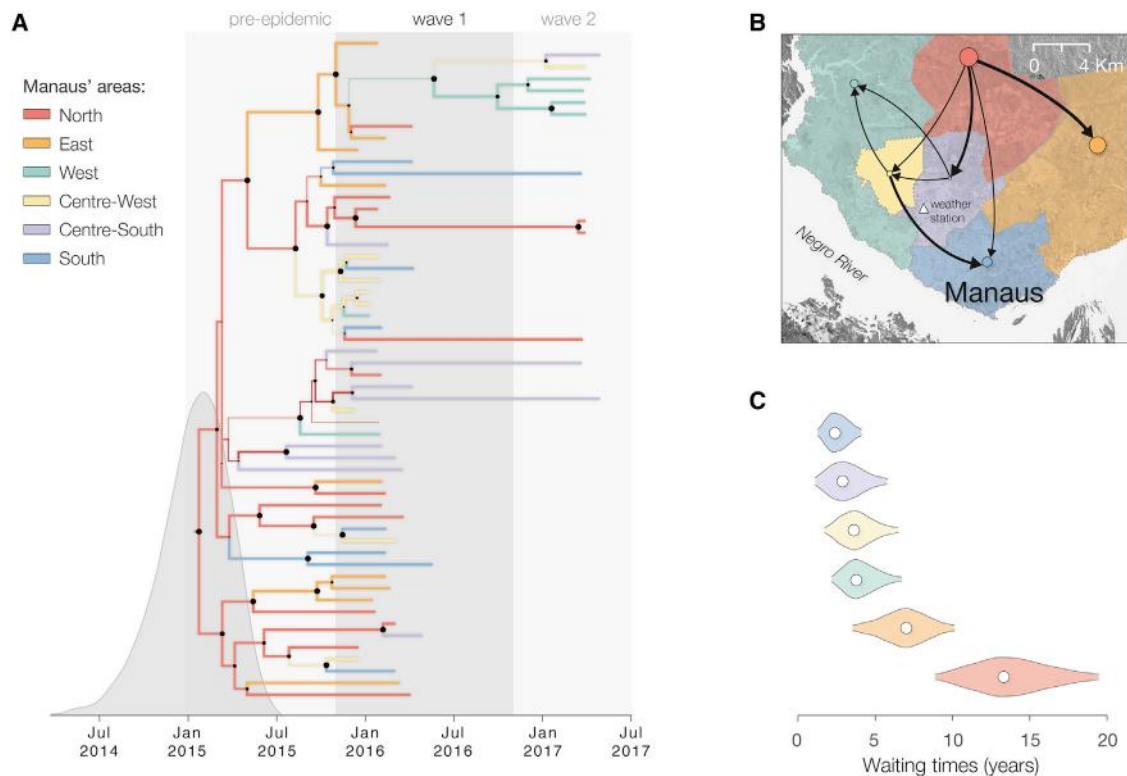 A
pre-epidemic
wave 1
wave 2
Manaus' areas:
North
East
West
Centre-West
Centre-South
South
Jul
2014
Jan
2015
Jul
2015
Jan
2016
Jul
2016
Jan
2017
Jul
2017
B
0 4 Km
weather
station
Negro River
Manaus
C
0 5 10 15 20
Waiting times (years)